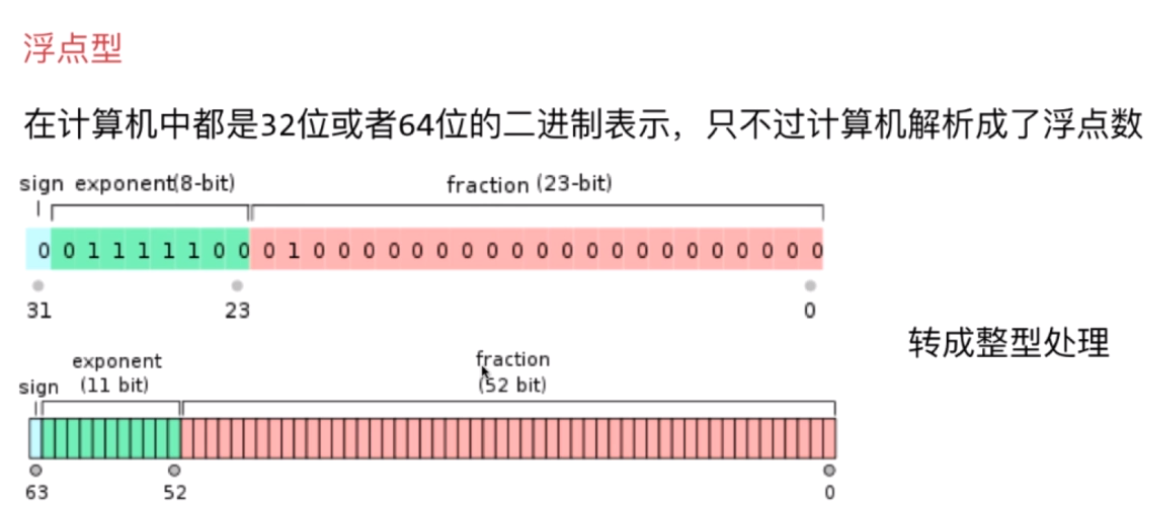 浮点型
在计算机中都是32位或者64位的二进制表示，只不过计算机解析成了浮点数
sign exponent(8-bit) fraction (23-bit)
0 0 1 1 1 1 1 0 0 0 1 0 0 0 0 0 0 0 0 0 0 0 0 0 0 0 0 0 0 0 0 0
31 23 0
转成整型处理
exponent fraction
sign (11 bit) (52 bit)
63 52 0